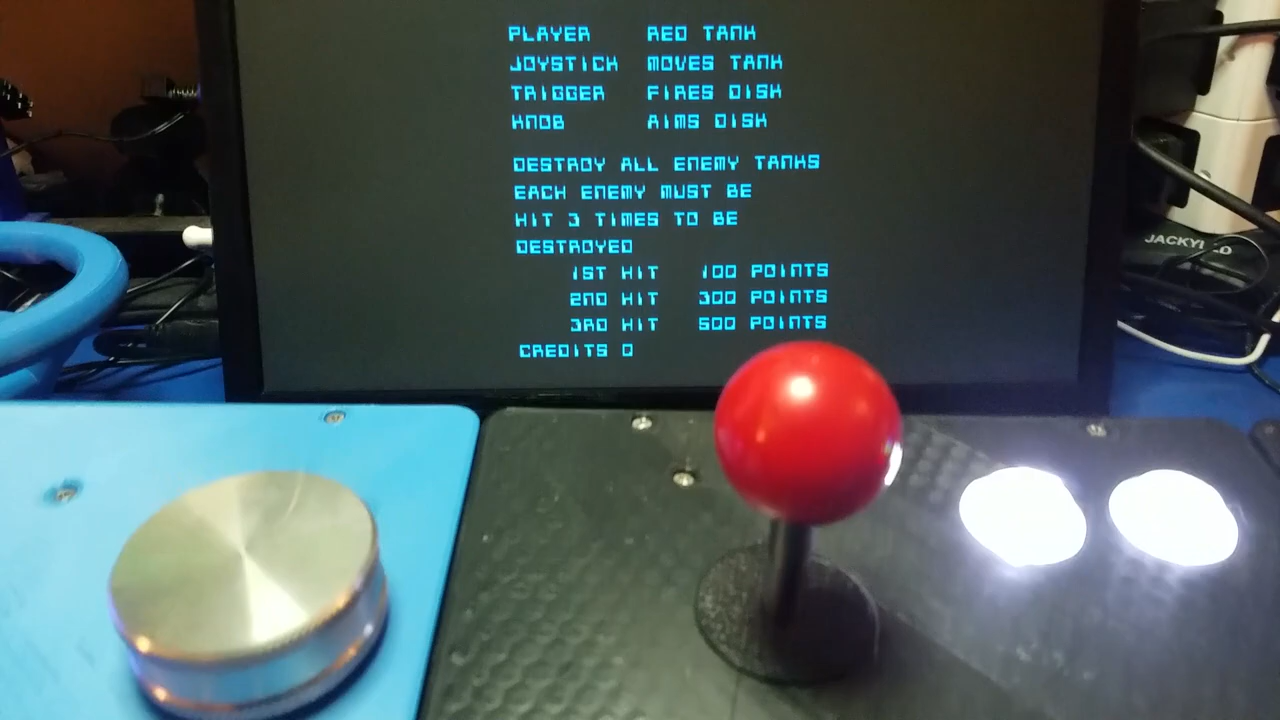 PLAYER RED TANK
JOYSTICK MOVES TANK
TRIGGER FIRES DISK
KNOB AIMS DISK
DESTROY ALL ENEMY TANKS
EACH ENEMY MUST BE
HIT 3 TIMES TO BE
DESTROYED
1ST HIT 100 POINTS
2ND HIT 300 POINTS
3RD HIT 500 POINTS
CREDITS 0